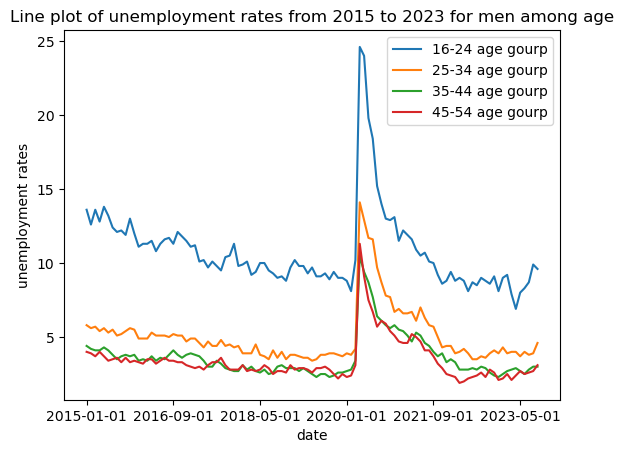 Line plot of unemployment rates from 2015 to 2023 for men among age
25
20
15
10
5
unemployment rates
16-24 age gourp
25-34 age gourp
35-44 age gourp
45-54 age gourp
2015-01-01 2016-09-01 2018-05-01 2020-01-01 2021-09-01 2023-05-01
date